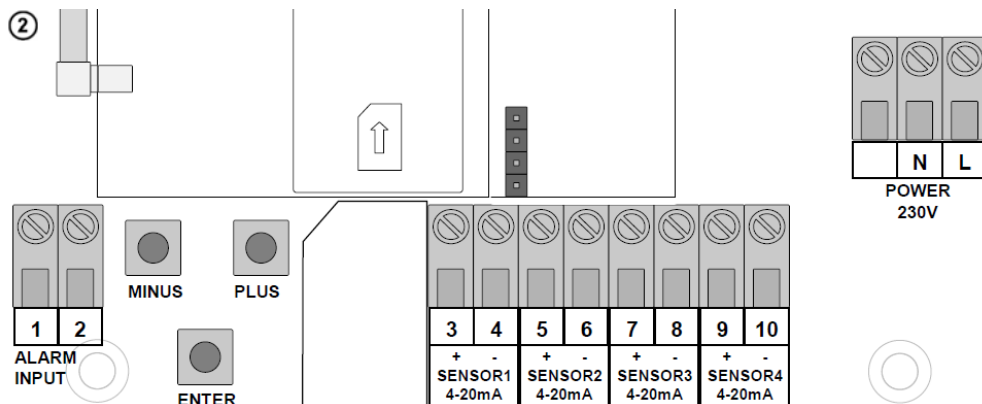 2
N L
POWER
230V
MINUS PLUS
1 2
ALARM
INPUT
ENTER
3 4 5 6 7 8 9 10
+ - + - + - + -
SENSOR1 SENSOR2 SENSOR3 SENSOR4
4-20mA 4-20mA 4-20mA 4-20mA